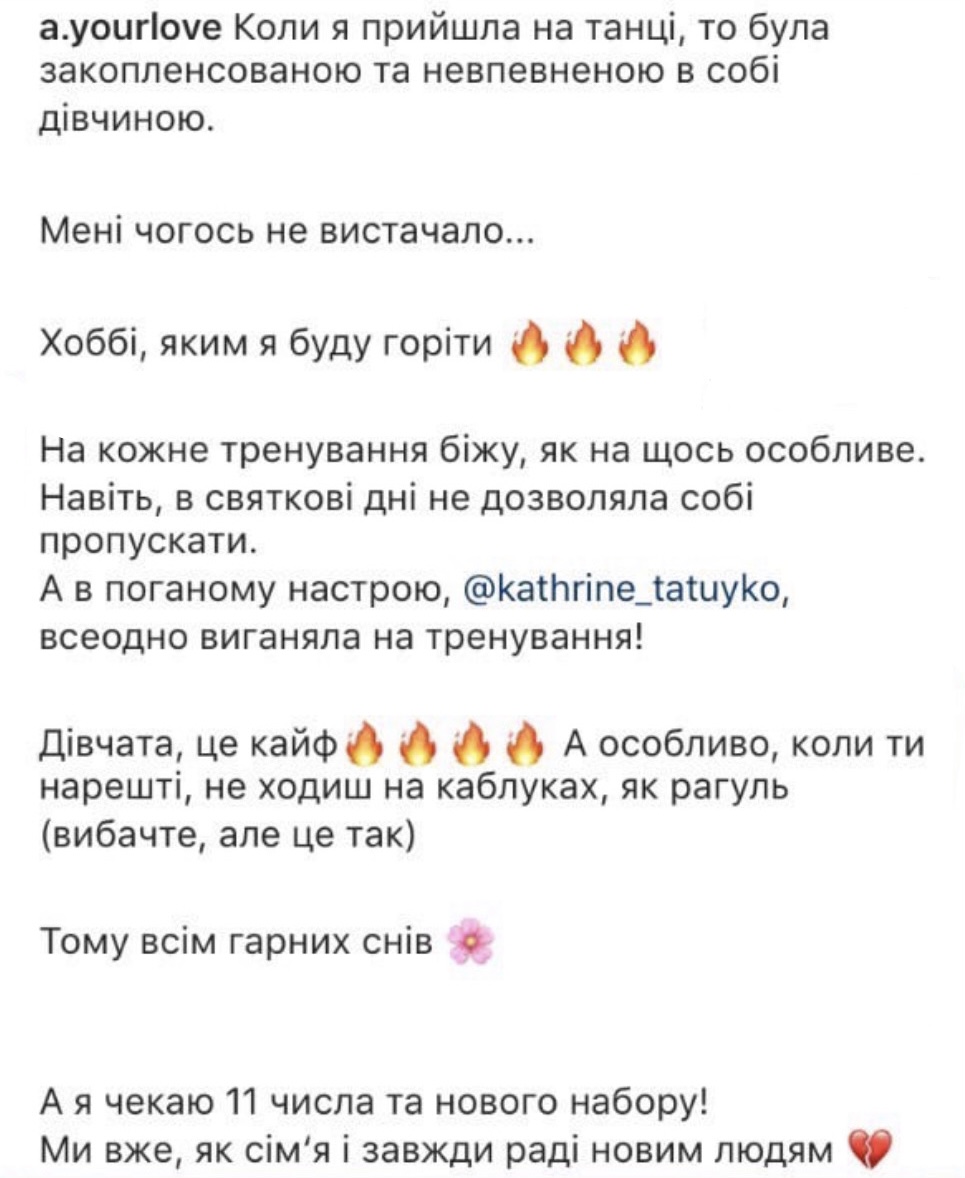 a.yourlove Коли я прийшла на танці, то була
закопленсованою та невпевненою в собі
дівчиною.
Мені чогось не вистачало...
Хоббі, яким я буду горіти 🔥🔥🔥
На кожне тренування біжу, як на щось особливе.
Навіть, в святкові дні не дозволяла собі
пропускати.
А в поганому настрою, @kathrine_tatuyko,
всеодно виганяла на тренування!
Дівчата, це кайф🔥🔥🔥🔥 А особливо, коли ти
нарешті, не ходиш на каблуках, як рагуль
(вибачте, але це так)
Тому всім гарних снів 🌸
А я чекаю 11 числа та нового набору!
Ми вже, як сім‘я і завжди раді новим людям 💔